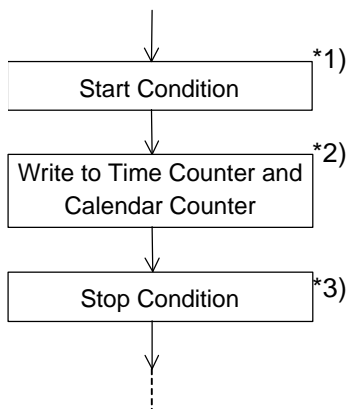 *1)
Start Condition
*2)
Write to Time Counter and
Calendar Counter
*3)
Stop Condition